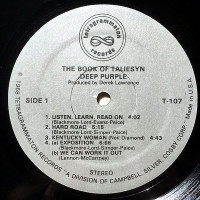 tetragrammaton
records
THE BOOK OF TALIESYN
DEEP PURPLE
Produced by Derek Lawrence
SIDE 1
T-107
1. LISTEN, LEARN, READ ON 4:02
(Blackmore-Lord-Evans-Paice)
2. HARD ROAD 5:15
(Blackmore-Lord-Simper-Paice)
3. KENTUCKY WOMAN (Neil Diamond) 4:43
4. (a) EXPOSITION 6:58
(Blackmore-Simper-Lord-Paice)
(b) WE CAN WORK IT OUT
(Lennon-McCartney)
STEREO
© 1968 TETRAGRAMMATON RECORDS "A DIVISION OF CAMPBELL, SILVER, COSBY CORP." Made in U.S.A.